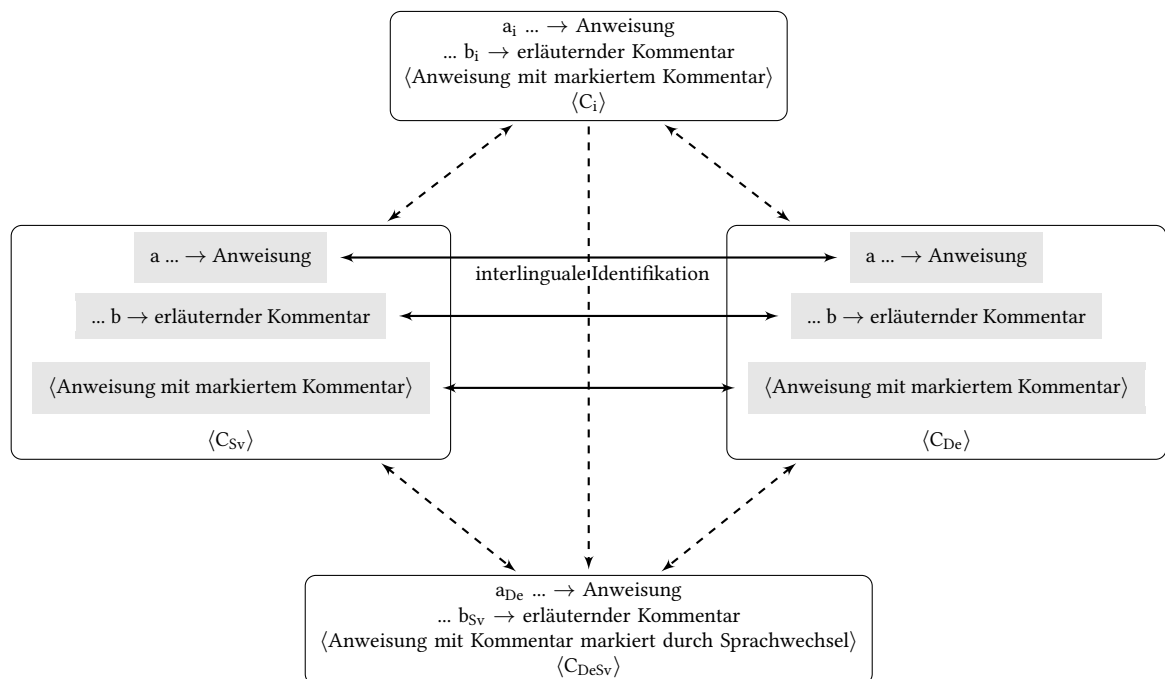 aᵢ ... → Anweisung
... bᵢ → erläuternder Kommentar
⟨Anweisung mit markiertem Kommentar⟩
⟨Cᵢ⟩
a ... → Anweisung
... b → erläuternder Kommentar
⟨Anweisung mit markiertem Kommentar⟩
⟨C_Sv⟩
interlinguale Identifikation
a ... → Anweisung
... b → erläuternder Kommentar
⟨Anweisung mit markiertem Kommentar⟩
⟨C_De⟩
a_De ... → Anweisung
... b_Sv → erläuternder Kommentar
⟨Anweisung mit Kommentar markiert durch Sprachwechsel⟩
⟨C_DeSv⟩